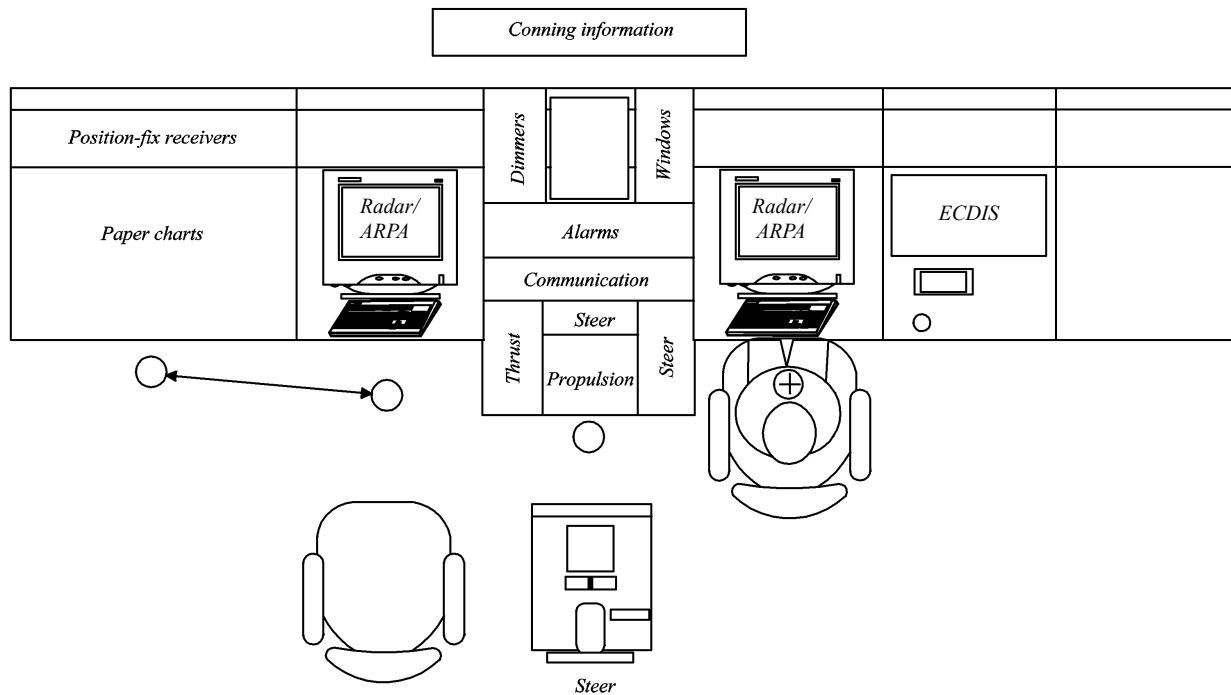 Conning information
Position-fix receivers
Dimmers
Windows
Paper charts
Radar/
ARPA
Alarms
Radar/
ARPA
ECDIS
Communication
Thrust
Steer
Propulsion
Steer
Steer